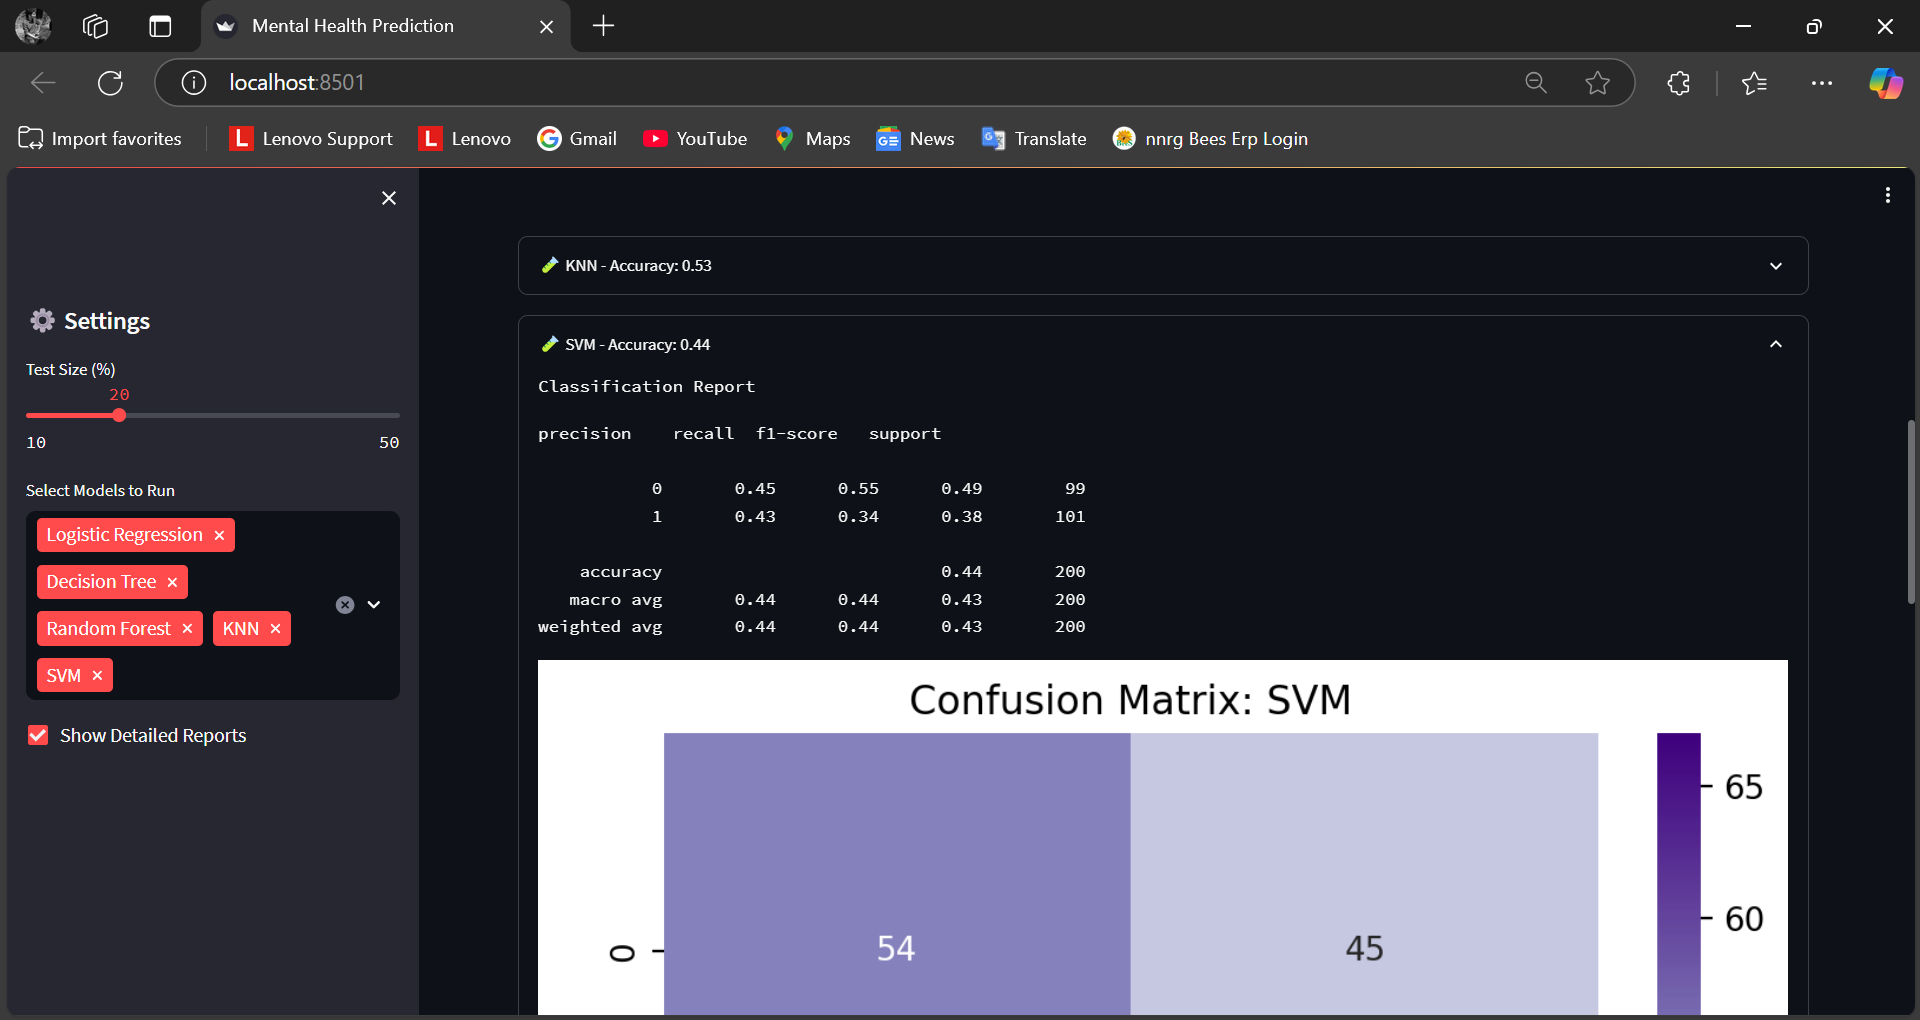 Mental Health Prediction
localhost:8501
Import favorites
Lenovo Support
Lenovo
Gmail
YouTube
Maps
News
Translate
nnrg Bees Erp Login
Settings
Test Size (%)
20
10 50
Select Models to Run
Logistic Regression
Decision Tree
Random Forest KNN
SVM
Show Detailed Reports
KNN - Accuracy: 0.53
SVM - Accuracy: 0.44
Classification Report
precision recall f1-score support
0 0.45 0.55 0.49 99
1 0.43 0.34 0.38 101
accuracy 0.44 200
macro avg 0.44 0.44 0.43 200
weighted avg 0.44 0.44 0.43 200
Confusion Matrix: SVM
65
60
0 54 45